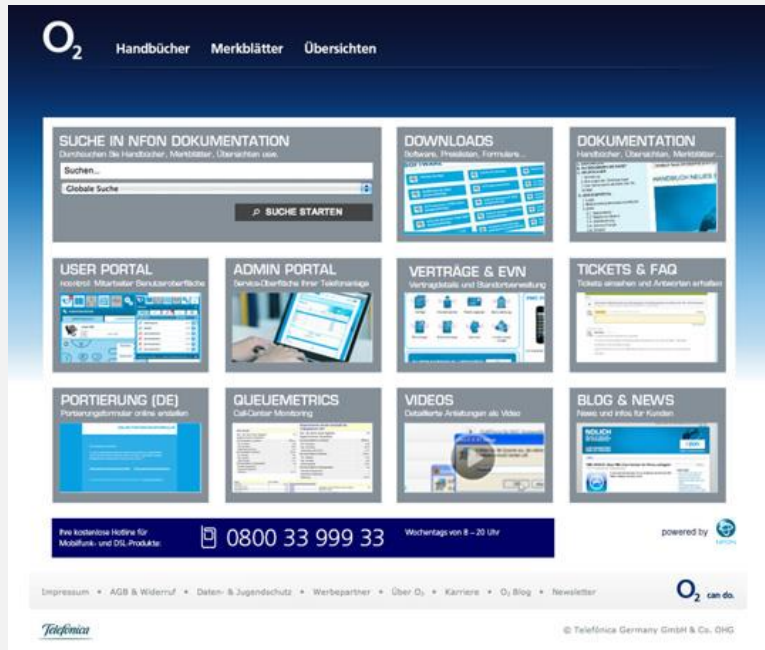 O2
Handbücher Merkblätter Übersichten
SUCHE IN NFON DOKUMENTATION
Durchsuchen Sie Handbücher, Merkblätter, Übersichten usw.
Suchen...
Globale Suche
SUCHE STARTEN
DOWNLOADS
Software, Preislisten, Formulare...
DOKUMENTATION
Handbücher, Übersichten, Merkblätter...
HANDBUCH NEUES
USER PORTAL
ncontrol: Mitarbeiter Benutzeroberfläche
ADMIN PORTAL
Service-Oberfläche Ihrer Telefonanlage
VERTRÄGE & EVN
Vertragdetails und Standortverwaltung
TICKETS & FAQ
Tickets einsehen und Antworten erhalten
PORTIERUNG (DE)
Portierungsformular online erstellen
QUEUEMETRICS
Call-Center Monitoring
VIDEOS
Detaillierte Anleitungen als Video
BLOG & NEWS
News und infos für Kunden
Ihre kostenlose Hotline für
Mobilfunk- und DSL-Produkte:
0800 33 999 33
Wochentags von 8 – 20 Uhr
powered by
NFON
Impressum • AGB & Widerruf • Daten- & Jugendschutz • Werbepartner • Über O2 • Karriere • O2 Blog • Newsletter
O2 can do.
Telefónica
© Telefónica Germany GmbH & Co. OHG